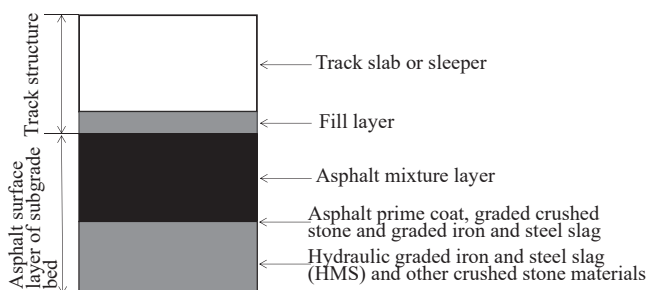 Track structure
Asphalt surface
layer of subgrade
bed
Track slab or sleeper
Fill layer
Asphalt mixture layer
Asphalt prime coat, graded crushed
stone and graded iron and steel slag
Hydraulic graded iron and steel slag
(HMS) and other crushed stone materials